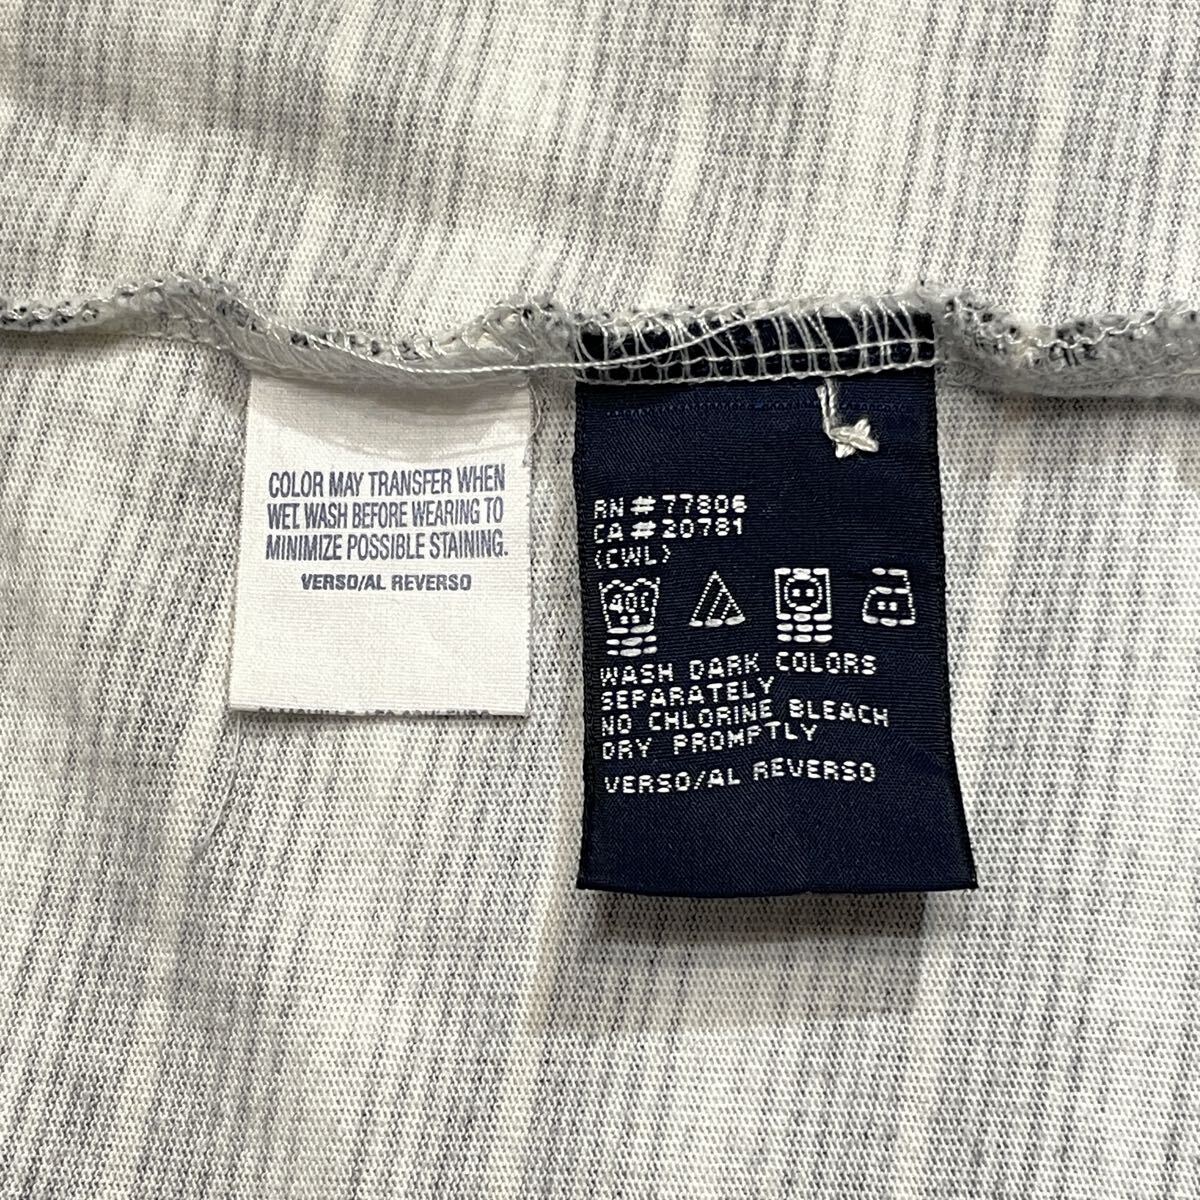 COLOR MAY TRANSFER WHEN
WET. WASH BEFORE WEARING TO
MINIMIZE POSSIBLE STAINING.
VERSO/AL REVERSO
RN#77806
CA#20781
(CWL)
40C
WASH DARK COLORS
SEPARATELY
NO CHLORINE BLEACH
DRY PROMPTLY
VERSO/AL REVERSO